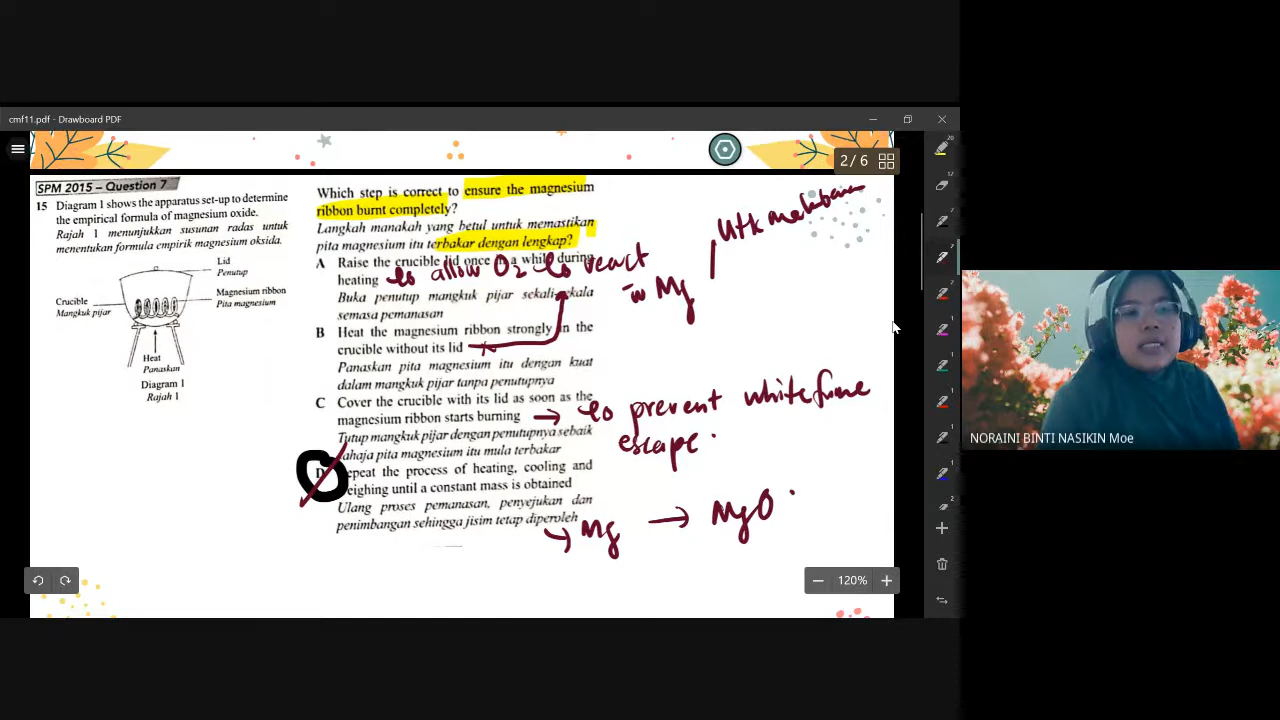 cmf11.pdf - Drawboard PDF
2/6
SPM 2015 – Question 7
15 Diagram 1 shows the apparatus set-up to determine
the empirical formula of magnesium oxide.
Rajah 1 menunjukkan susunan radas untuk
menentukan formula empirik magnesium oksida.
Lid
Penutup
Crucible
Mangkuk pijar
Magnesium ribbon
Pita magnesium
Heat
Panaskan
Diagram 1
Rajah 1
Which step is correct to ensure the magnesium
ribbon burnt completely?
Langkah manakah yang betul untuk memastikan
pita magnesium itu terbakar dengan lengkap?
A Raise the crucible lid once in a while during
heating
to allow O2 to react
Mg
Utk
Buka penutup mangkuk pijar sekali-sekala
semasa pemanasan
B Heat the magnesium ribbon strongly in the
crucible without its lid
Panaskan pita magnesium itu dengan kuat
dalam mangkuk pijar tanpa penutupnya
C Cover the crucible with its lid as soon as the
magnesium ribbon starts burning
→ to prevent white fume
escape
Tutup mangkuk pijar dengan penutupnya sebaik
sahaja pita magnesium itu mula terbakar
D Repeat the process of heating, cooling and
weighing until a constant mass is obtained
Ulang proses pemanasan, penyejukan dan
penimbangan sehingga jisim tetap diperoleh
→ Mg → MgO
120%
NORAINI BINTI NASIKIN Moe